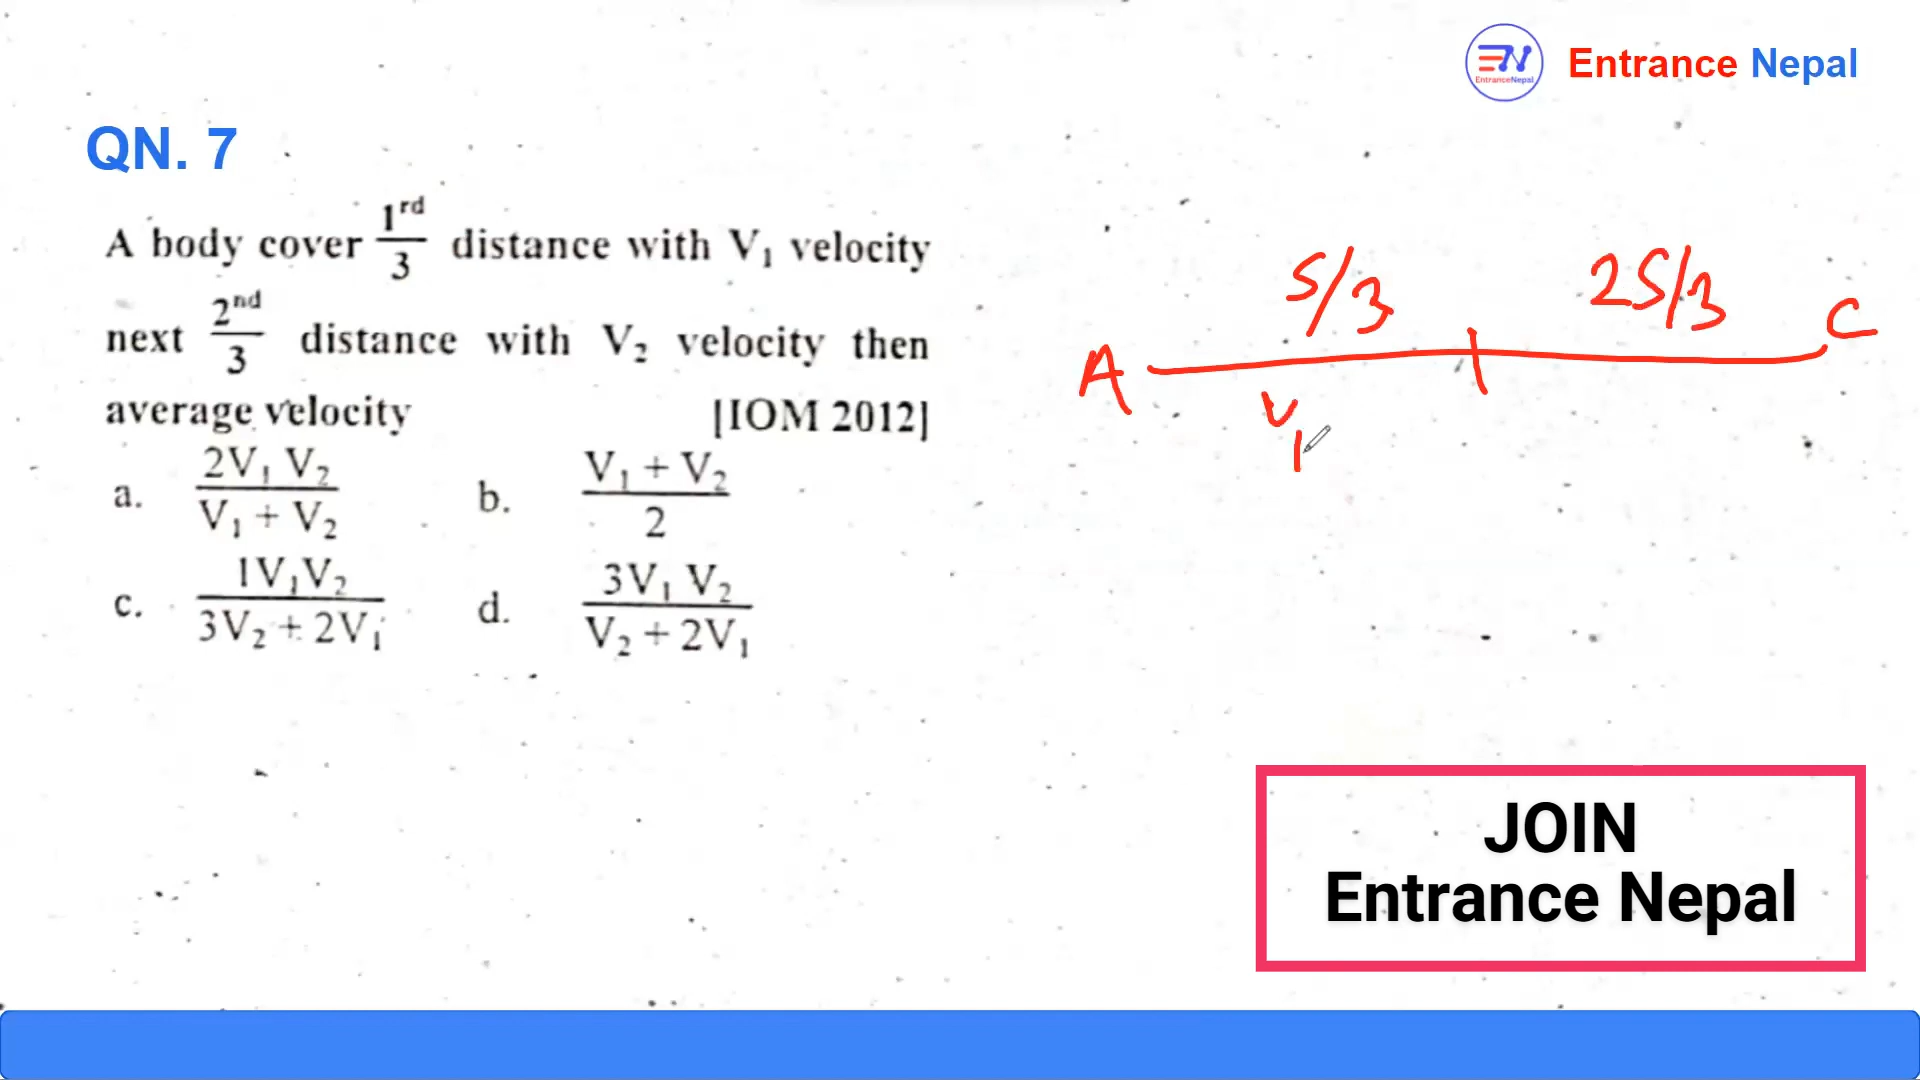 EN
EntranceNepal
Entrance Nepal
QN. 7
A body cover 1rd/3 distance with V₁ velocity
next 2nd/3 distance with V₂ velocity then
average velocity [IOM 2012]
a. 2V₁ V₂ / V₁ + V₂ b. V₁ + V₂ / 2
c. 1V₁V₂ / 3V₂ + 2V₁ d. 3V₁ V₂ / V₂ + 2V₁
S/3 2S/3
A C
V₁
JOIN
Entrance Nepal